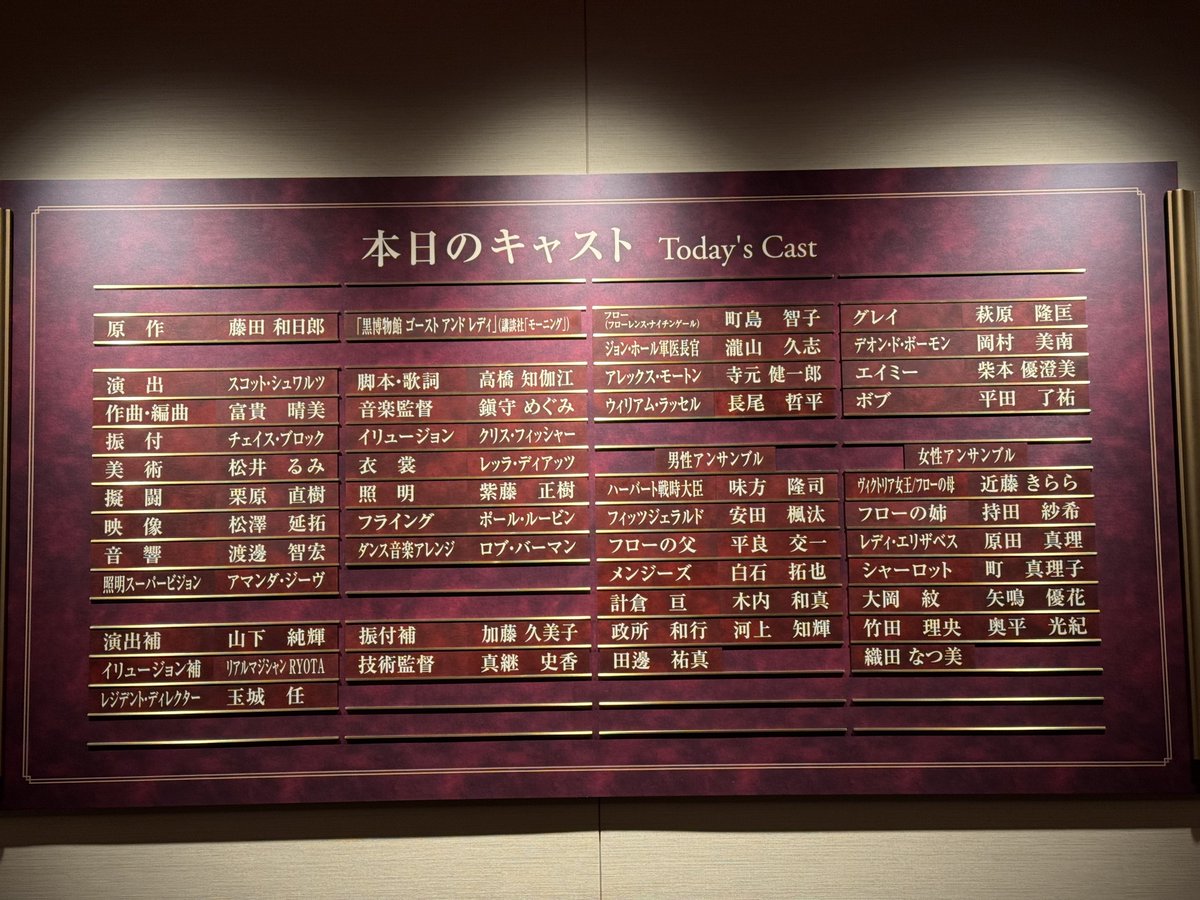 本日のキャスト Today's Cast
原作 藤田 和日郎
「黒博物館 ゴースト アンド レディ」(講談社「モーニング」)
演出 スコット・シュワルツ
作曲・編曲 富貴 晴美
振付 チェイス・ブロック
美術 松井 るみ
擬闘 栗原 直樹
映像 松澤 延拓
音響 渡邊 智宏
照明スーパービジョン アマンダ・ジーヴ
演出補 山下 純輝
イリュージョン補 リアルマジシャン RYOTA
レジデント・ディレクター 玉城 任
脚本・歌詞 高橋 知伽江
音楽監督 鎭守 めぐみ
イリュージョン クリス・フィッシャー
衣裳 レッラ・ディアッツ
照明 紫藤 正樹
フライング ポール・ルービン
ダンス音楽アレンジ ロブ・バーマン
振付補 加藤 久美子
技術監督 真継 史香
フロー
(フローレンス・ナイチンゲール) 町島 智子
ジョン・ホール軍医長官 瀧山 久志
アレックス・モートン 寺元 健一郎
ウィリアム・ラッセル 長尾 哲平
男性アンサンブル
ハーバート戦時大臣 味方 隆司
フィッツジェラルド 安田 楓汰
フローの父 平良 交一
メンジーズ 白石 拓也
計倉 亘 木内 和真
政所 和行 河上 知輝
田邊 祐真
グレイ 萩原 隆匡
デオン・ド・ボーモン 岡村 美南
エイミー 柴本 優澄美
ボブ 平田 了祐
女性アンサンブル
ヴィクトリア女王/フローの母 近藤 きらら
フローの姉 持田 紗希
レディ・エリザベス 原田 真理
シャーロット 町 真理子
大岡 紋 矢鳴 優花
竹田 理央 奥平 光紀
織田 なつ美